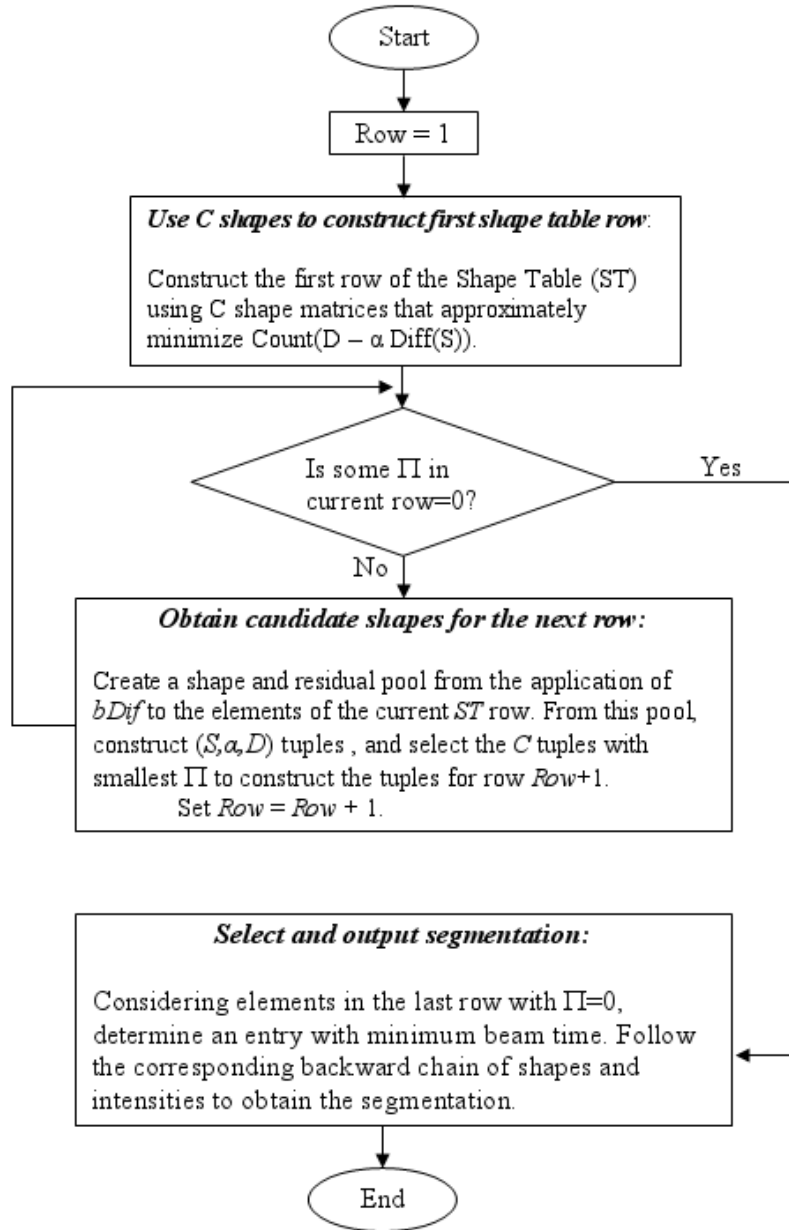 Start
Row = 1
Use C shapes to construct first shape table row:
Construct the first row of the Shape Table (ST)
using C shape matrices that approximately
minimize Count(D – α Diff(S)).
Is some Π in
current row=0?
Yes
No
Obtain candidate shapes for the next row:
Create a shape and residual pool from the application of
bDif to the elements of the current ST row. From this pool,
construct (S,α,D) tuples , and select the C tuples with
smallest Π to construct the tuples for row Row+1.
Set Row = Row + 1.
Select and output segmentation:
Considering elements in the last row with Π=0,
determine an entry with minimum beam time. Follow
the corresponding backward chain of shapes and
intensities to obtain the segmentation.
End